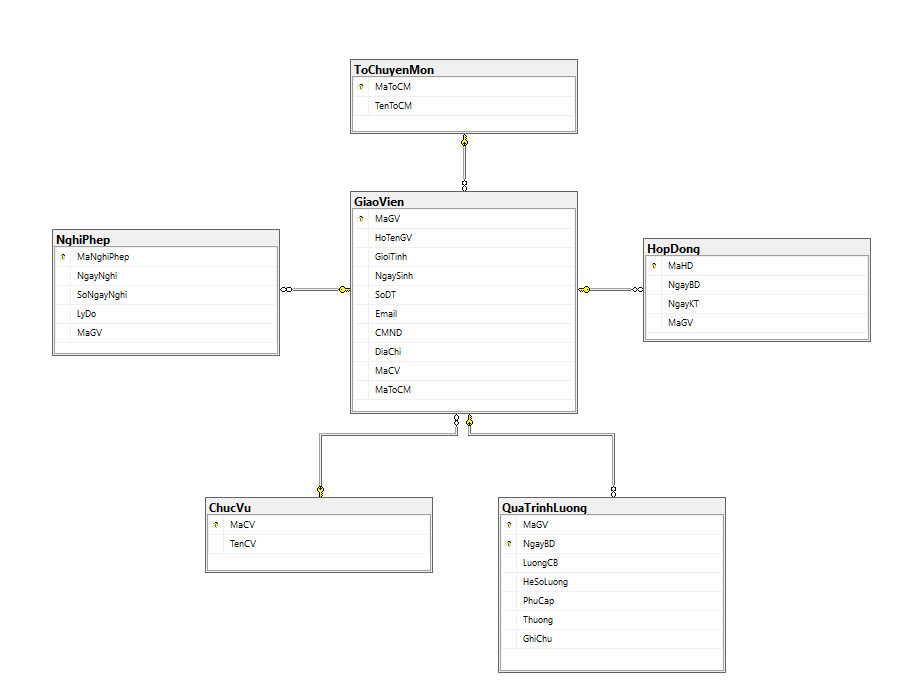 ToChuyenMon
MaToCM
TenToCM
GiaoVien
MaGV
HoTenGV
GioiTinh
NgaySinh
SoDT
Email
CMND
DiaChi
MaCV
MaToCM
NghiPhep
MaNghiPhep
NgayNghi
SoNgayNghi
LyDo
MaGV
HopDong
MaHD
NgayBD
NgayKT
MaGV
ChucVu
MaCV
TenCV
QuaTrinhLuong
MaGV
NgayBD
LuongCB
HeSoLuong
PhuCap
Thuong
GhiChu